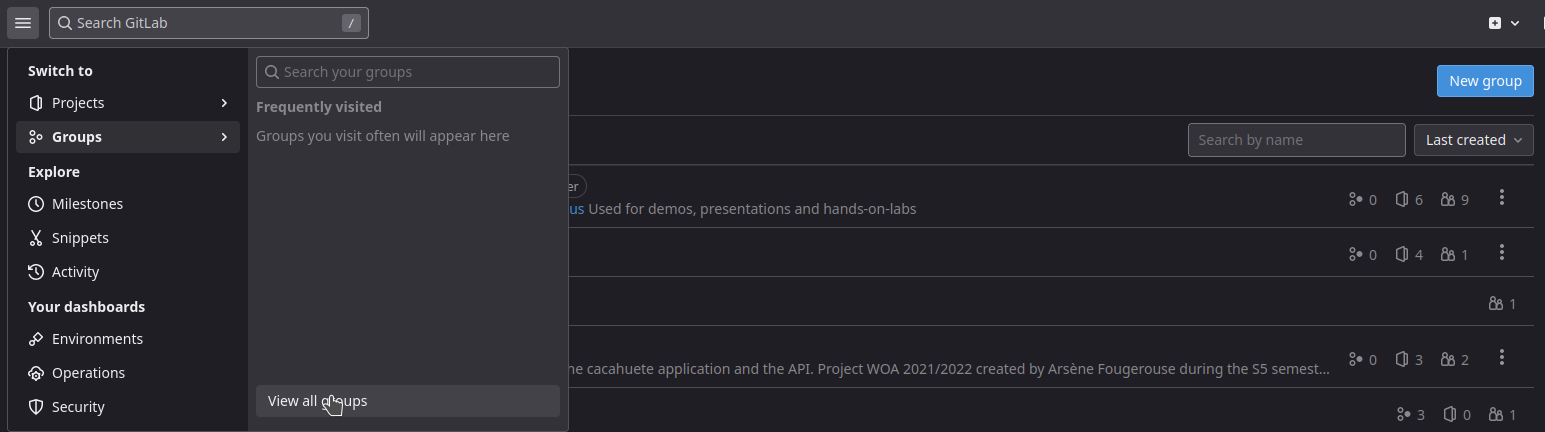 Search GitLab /
Switch to
Projects
Groups
Explore
Milestones
Snippets
Activity
Your dashboards
Environments
Operations
Security
Search your groups
Frequently visited
Groups you visit often will appear here
View all groups
New group
Search by name
Last created
er
us Used for demos, presentations and hands-on-labs
0 6 9
0 4 1
1
he cacahuete application and the API. Project WOA 2021/2022 created by Arsène Fougerouse during the S5 semest...
0 3 2
3 0 1